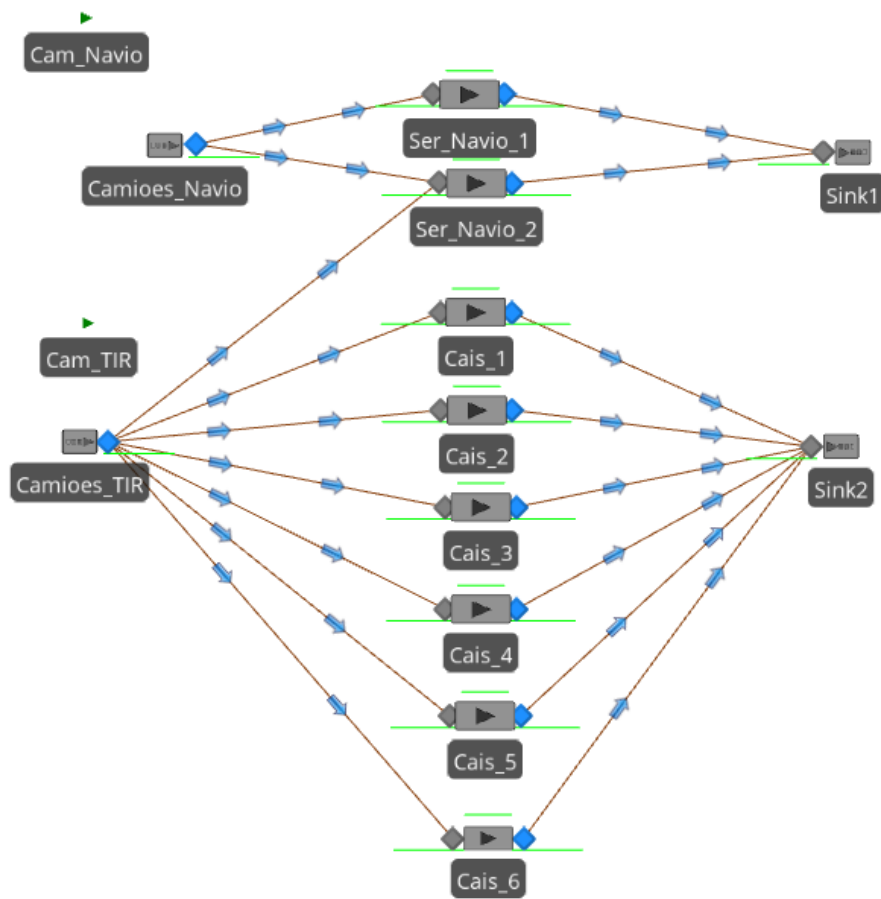 Cam_Navio
Ser_Navio_1
Camioes_Navio
Sink1
Ser_Navio_2
Cam_TIR
Cais_1
Cais_2
Camioes_TIR
Sink2
Cais_3
Cais_4
Cais_5
Cais_6